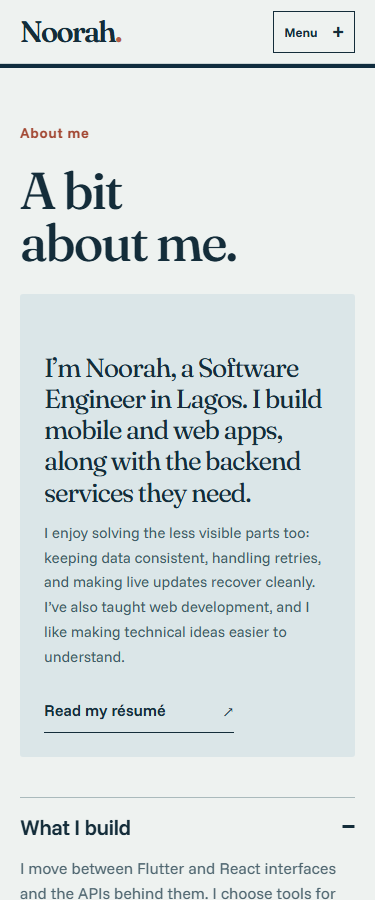 Noorah.
Menu +
About me
A bit
about me.
I’m Noorah, a Software
Engineer in Lagos. I build
mobile and web apps,
along with the backend
services they need.
I enjoy solving the less visible parts too:
keeping data consistent, handling retries,
and making live updates recover cleanly.
I’ve also taught web development, and I
like making technical ideas easier to
understand.
Read my résumé ↗
What I build −
I move between Flutter and React interfaces
and the APIs behind them. I choose tools for